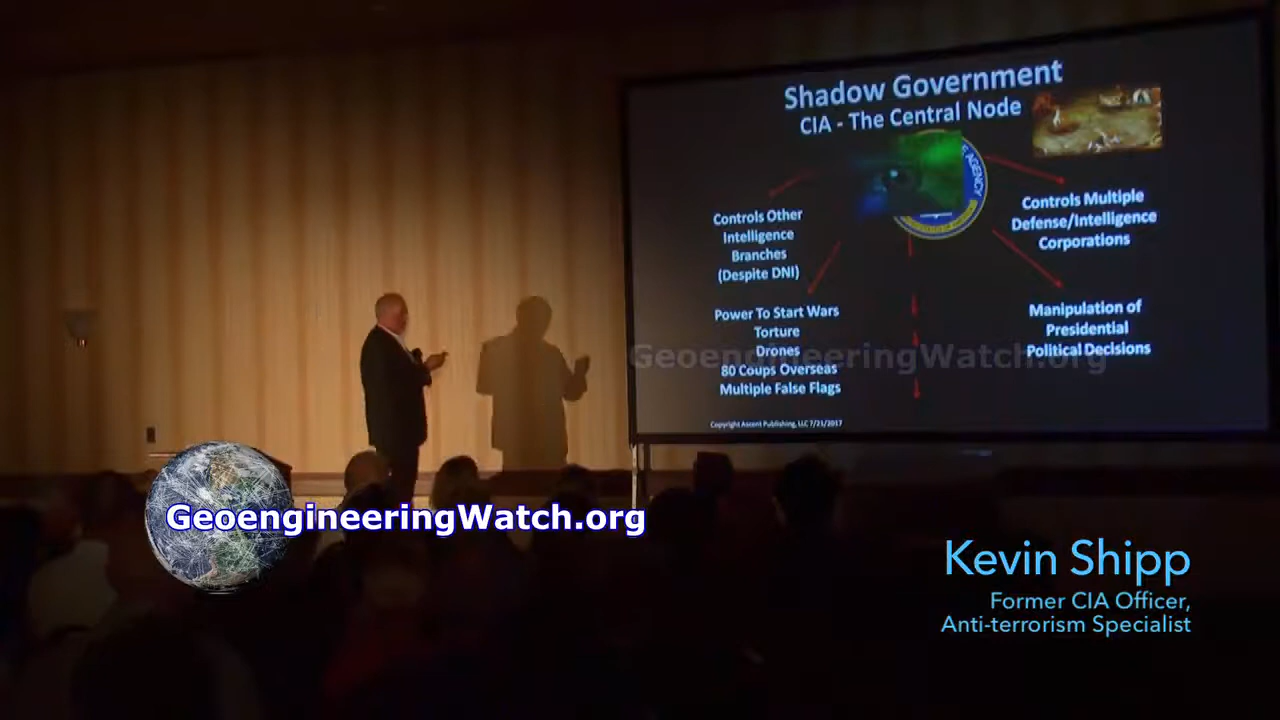 Shadow Government
CIA - The Central Node
AGENCY
Controls Other
Intelligence
Branches
(Despite DNI)
Controls Multiple
Defense/Intelligence
Corporations
Power To Start Wars
Torture
Drones
80 Coups Overseas
Multiple False Flags
Manipulation of
Presidential
Political Decisions
GeoengineeringWatch.org
Copyright Ascent Publishing, LLC 7/21/2017
GeoengineeringWatch.org
Kevin Shipp
Former CIA Officer,
Anti-terrorism Specialist